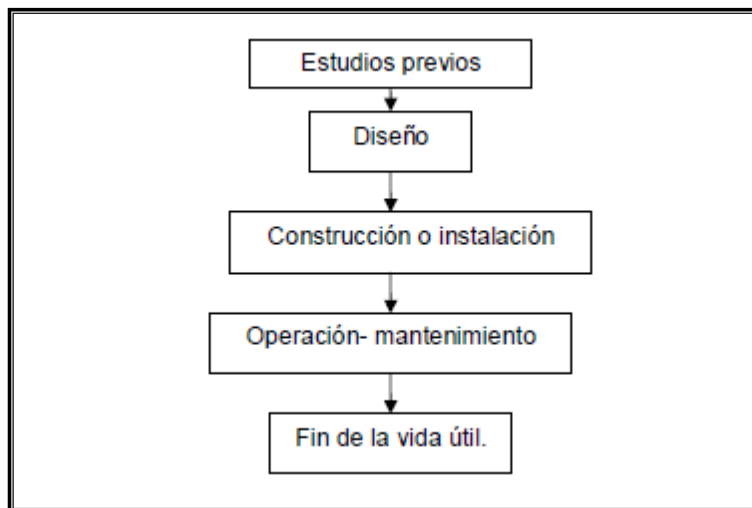 Estudios previos
Diseño
Construcción o instalación
Operación- mantenimiento
Fin de la vida útil.